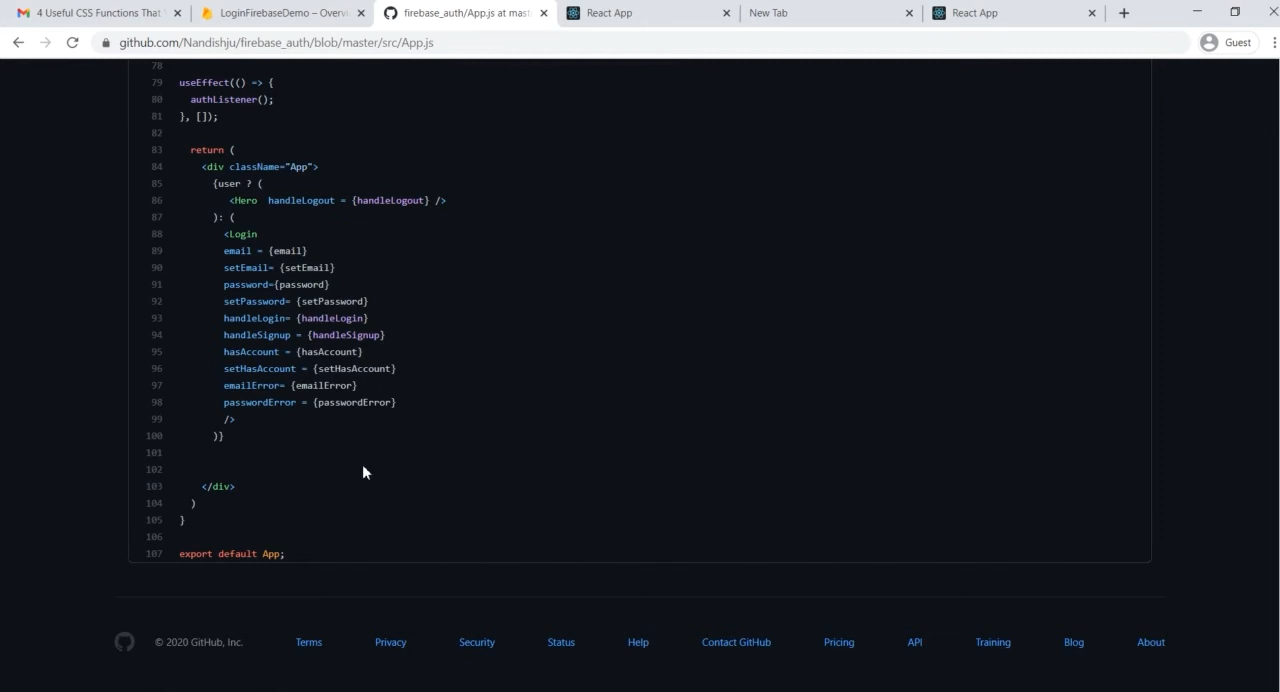 4 Useful CSS Functions That
LoginFirebaseDemo – Overv
firebase_auth/App.js at mast
React App
New Tab
React App
github.com/Nandishju/firebase_auth/blob/master/src/App.js
Guest
78
79 useEffect(() => {
80 authListener();
81 }, []);
82
83 return (
84 <div className="App">
85 {user ? (
86 <Hero handleLogout = {handleLogout} />
87 ): (
88 <Login
89 email = {email}
90 setEmail= {setEmail}
91 password={password}
92 setPassword= {setPassword}
93 handleLogin= {handleLogin}
94 handleSignup = {handleSignup}
95 hasAccount = {hasAccount}
96 setHasAccount = {setHasAccount}
97 emailError= {emailError}
98 passwordError = {passwordError}
99 />
100 )}
101
102
103 </div>
104 )
105 }
106
107 export default App;
© 2020 GitHub, Inc. Terms Privacy Security Status Help Contact GitHub Pricing API Training Blog About